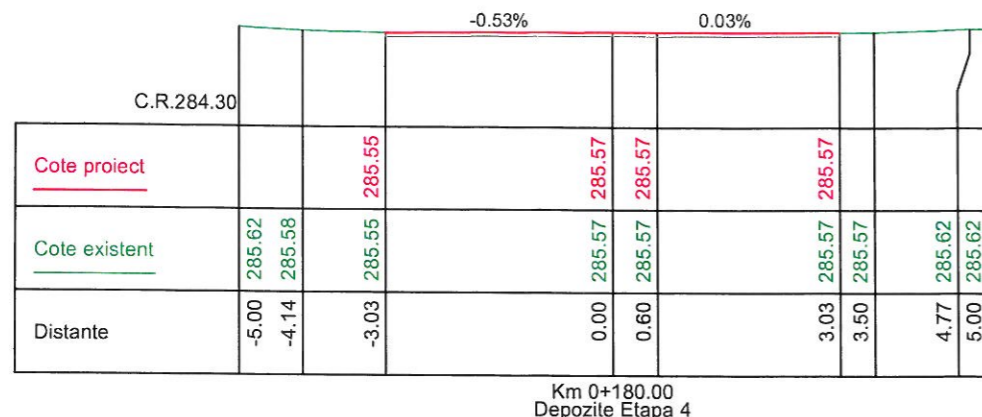 -0.53% 0.03%
C.R.284.30
Cote proiect 285.55 285.57 285.57 285.57
Cote existent 285.62 285.58 285.55 285.57 285.57 285.57 285.57 285.62 285.62
Distante -5.00 -4.14 -3.03 0.00 0.60 3.03 3.50 4.77 5.00
Km 0+180.00
Depozite Etapa 4